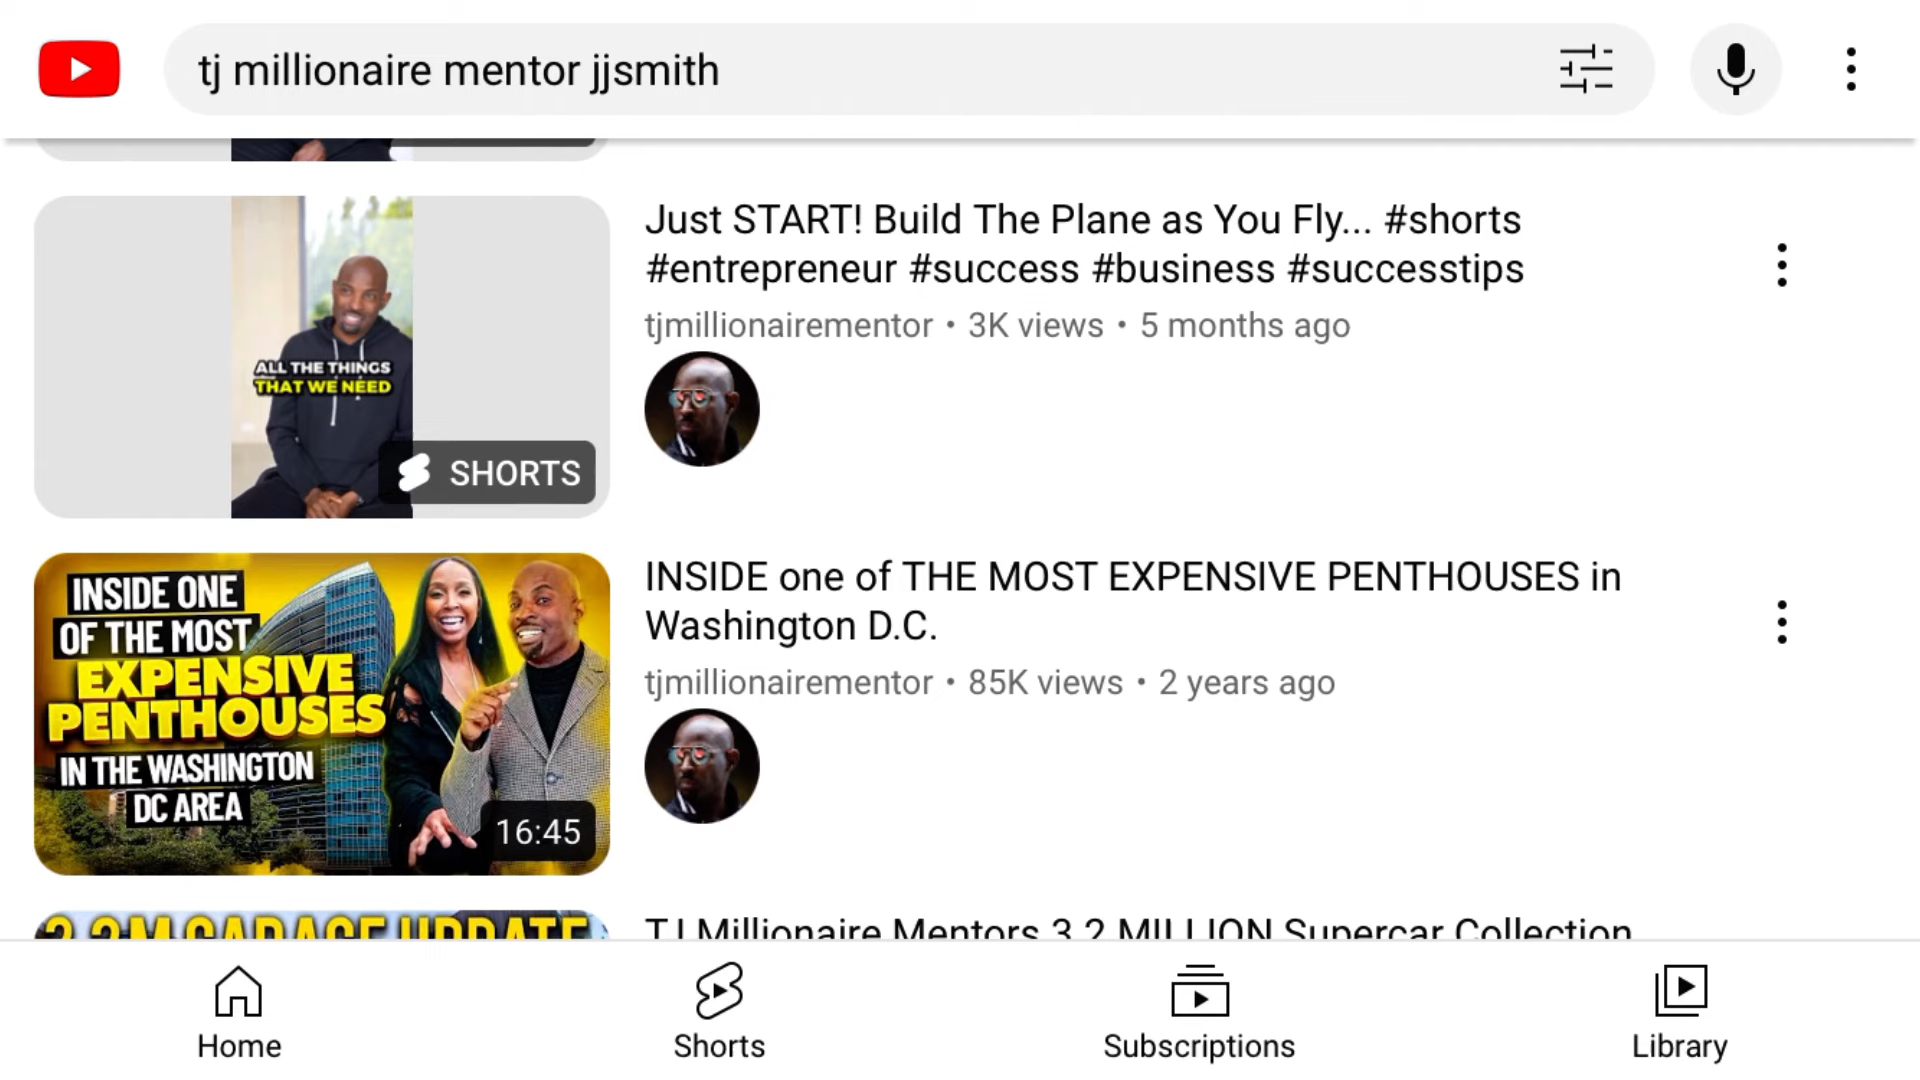 tj millionaire mentor jjsmith
ALL THE THINGS
THAT WE NEED
SHORTS
Just START! Build The Plane as You Fly... #shorts
#entrepreneur #success #business #successtips
tjmillionairementor • 3K views • 5 months ago
INSIDE ONE
OF THE MOST
EXPENSIVE
PENTHOUSES
IN THE WASHINGTON
DC AREA
16:45
INSIDE one of THE MOST EXPENSIVE PENTHOUSES in
Washington D.C.
tjmillionairementor • 85K views • 2 years ago
GARAGE UPDATE
TJ Millionaire Mentors 3.2 MILLION Supercar Collection
Home
Shorts
Subscriptions
Library